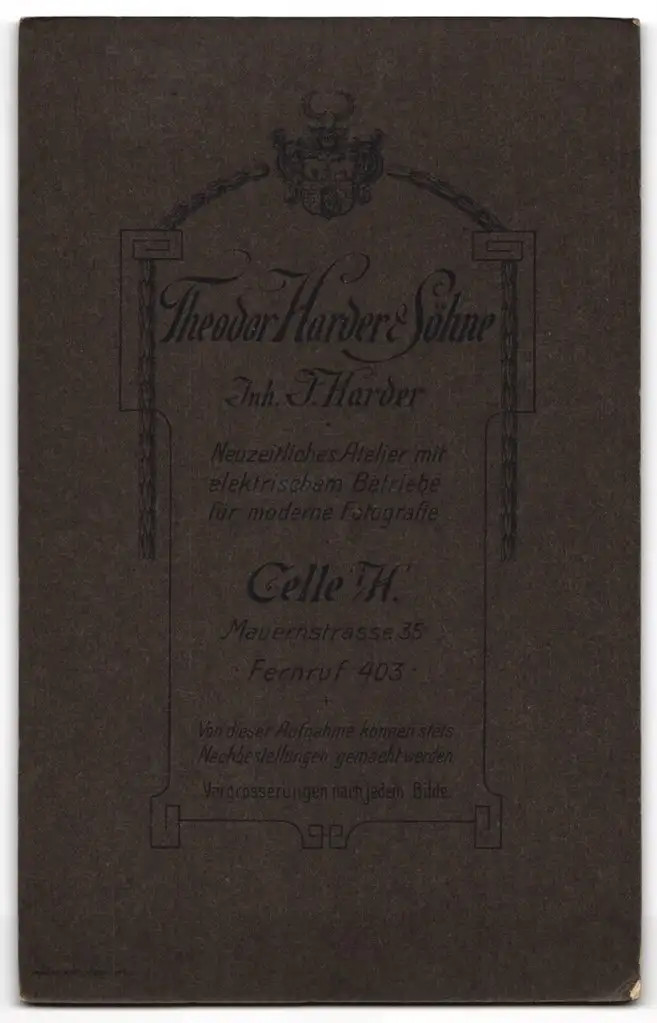 Theodor Harder & Söhne
Inh. F. Harder
Neuzeitliches Atelier mit
elektrischem Betriebe
für moderne Fotografie
Celle i/H.
Mauernstrasse 35
· Fernruf 403 ·
Von dieser Aufnahme können stets
Nachbestellungen gemacht werden
Vergrösserungen nach jedem Bilde.